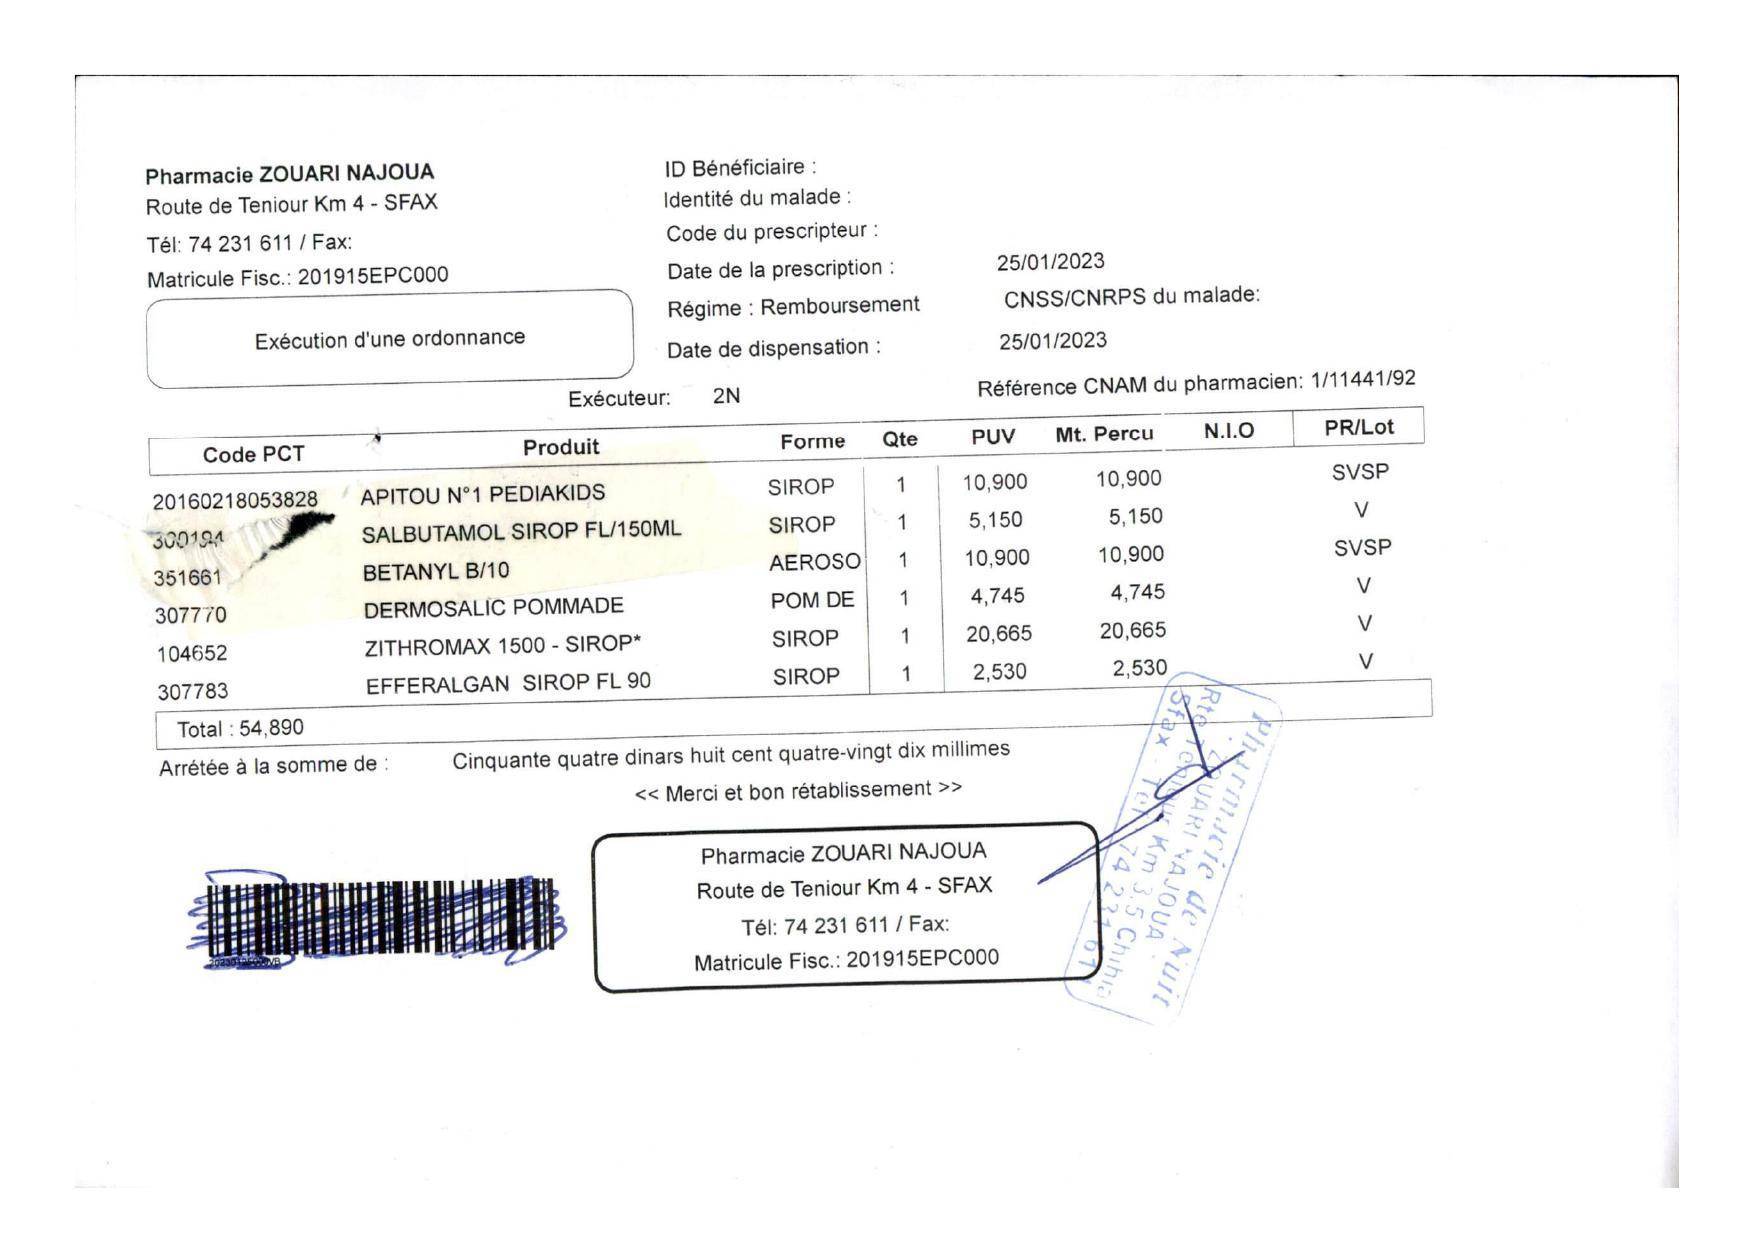 Pharmacie ZOUARI NAJOUA
Route de Teniour Km 4 - SFAX
Tél: 74 231 611 / Fax:
Matricule Fisc.: 201915EPC000
Exécution d'une ordonnance
ID Bénéficiaire :
Identité du malade :
Code du prescripteur :
Date de la prescription : 25/01/2023
Régime : Remboursement CNSS/CNRPS du malade:
Date de dispensation : 25/01/2023
Exécuteur: 2N Référence CNAM du pharmacien: 1/11441/92
Code PCT Produit Forme Qte PUV Mt. Percu N.I.O PR/Lot
20160218053828 APITOU N°1 PEDIAKIDS SIROP 1 10,900 10,900 SVSP
SALBUTAMOL SIROP FL/150ML SIROP 1 5,150 5,150 V
351661 BETANYL B/10 AEROSO 1 10,900 10,900 SVSP
307770 DERMOSALIC POMMADE POM DE 1 4,745 4,745 V
104652 ZITHROMAX 1500 - SIROP* SIROP 1 20,665 20,665 V
307783 EFFERALGAN SIROP FL 90 SIROP 1 2,530 2,530 V
Total : 54,890
Arrétée à la somme de : Cinquante quatre dinars huit cent quatre-vingt dix millimes
<< Merci et bon rétablissement >>
Pharmacie ZOUARI NAJOUA
Route de Teniour Km 4 - SFAX
Tél: 74 231 611 / Fax:
Matricule Fisc.: 201915EPC000
Pharmacie de Nuit
ZOUARI NAJOUA
Rte Teniour Km 3.5 Chihia
Sfax - Tel 74 231 611